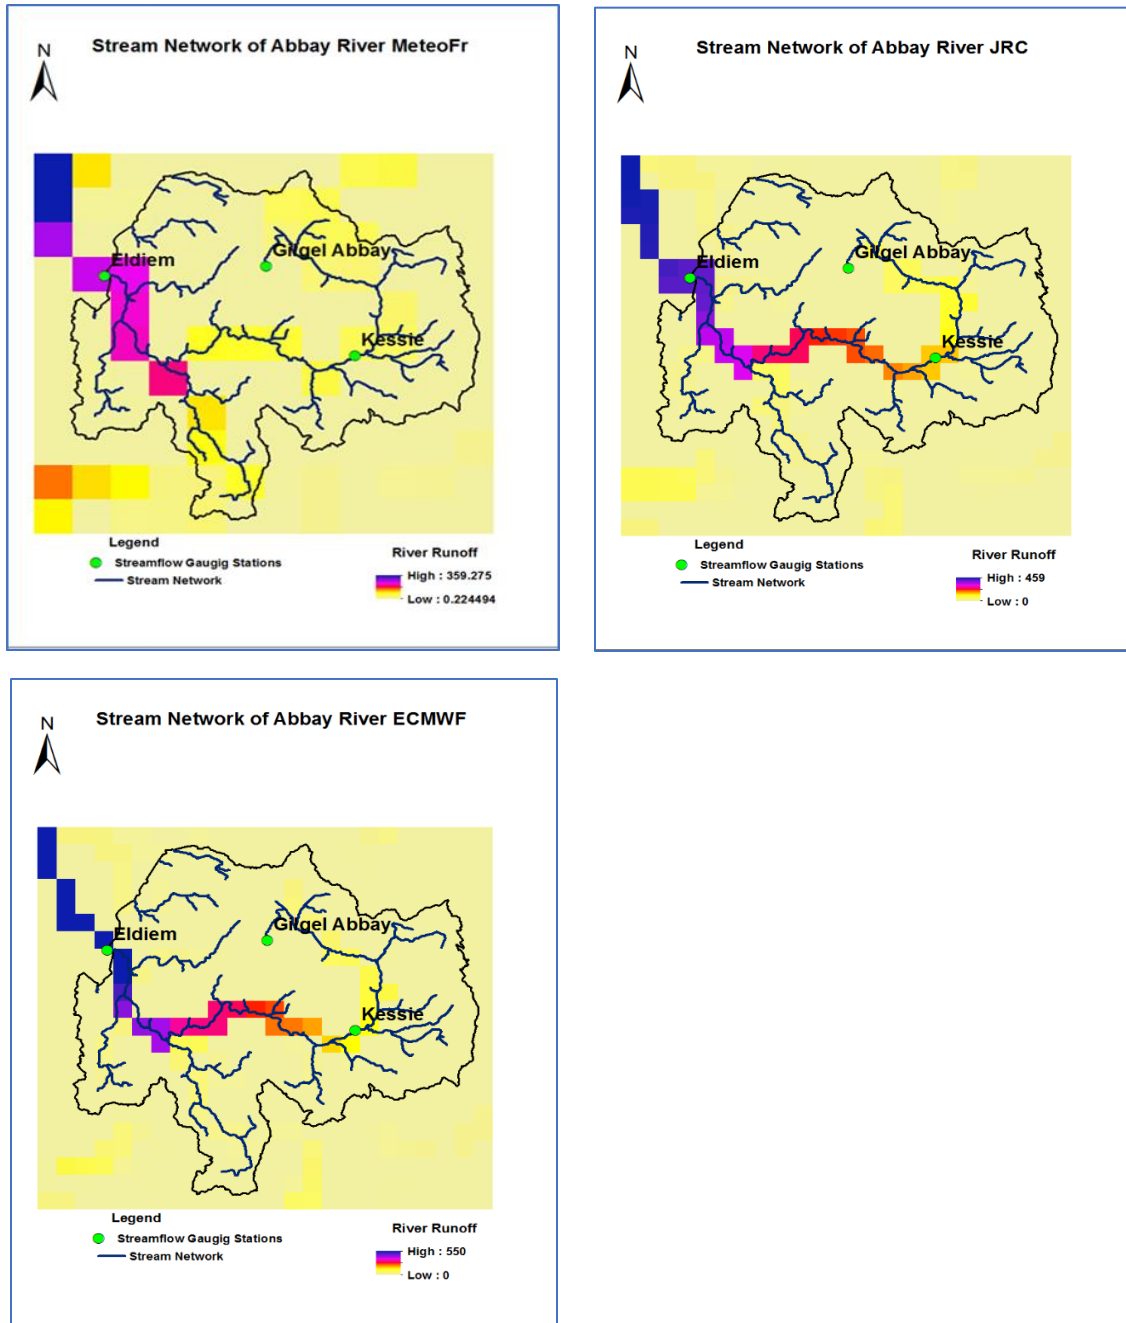 Stream Network of Abbay River MeteoFr
N
Eldiem
Gilgel Abbay
Kessie
Legend
Streamflow Gaugig Stations
Stream Network
River Runoff
High : 359.275
Low : 0.224494
Stream Network of Abbay River JRC
N
Eldiem
Gilgel Abbay
Kessie
Legend
Streamflow Gaugig Stations
Stream Network
River Runoff
High : 459
Low : 0
Stream Network of Abbay River ECMWF
N
Eldiem
Gilgel Abbay
Kessie
Legend
Streamflow Gaugig Stations
Stream Network
River Runoff
High : 550
Low : 0